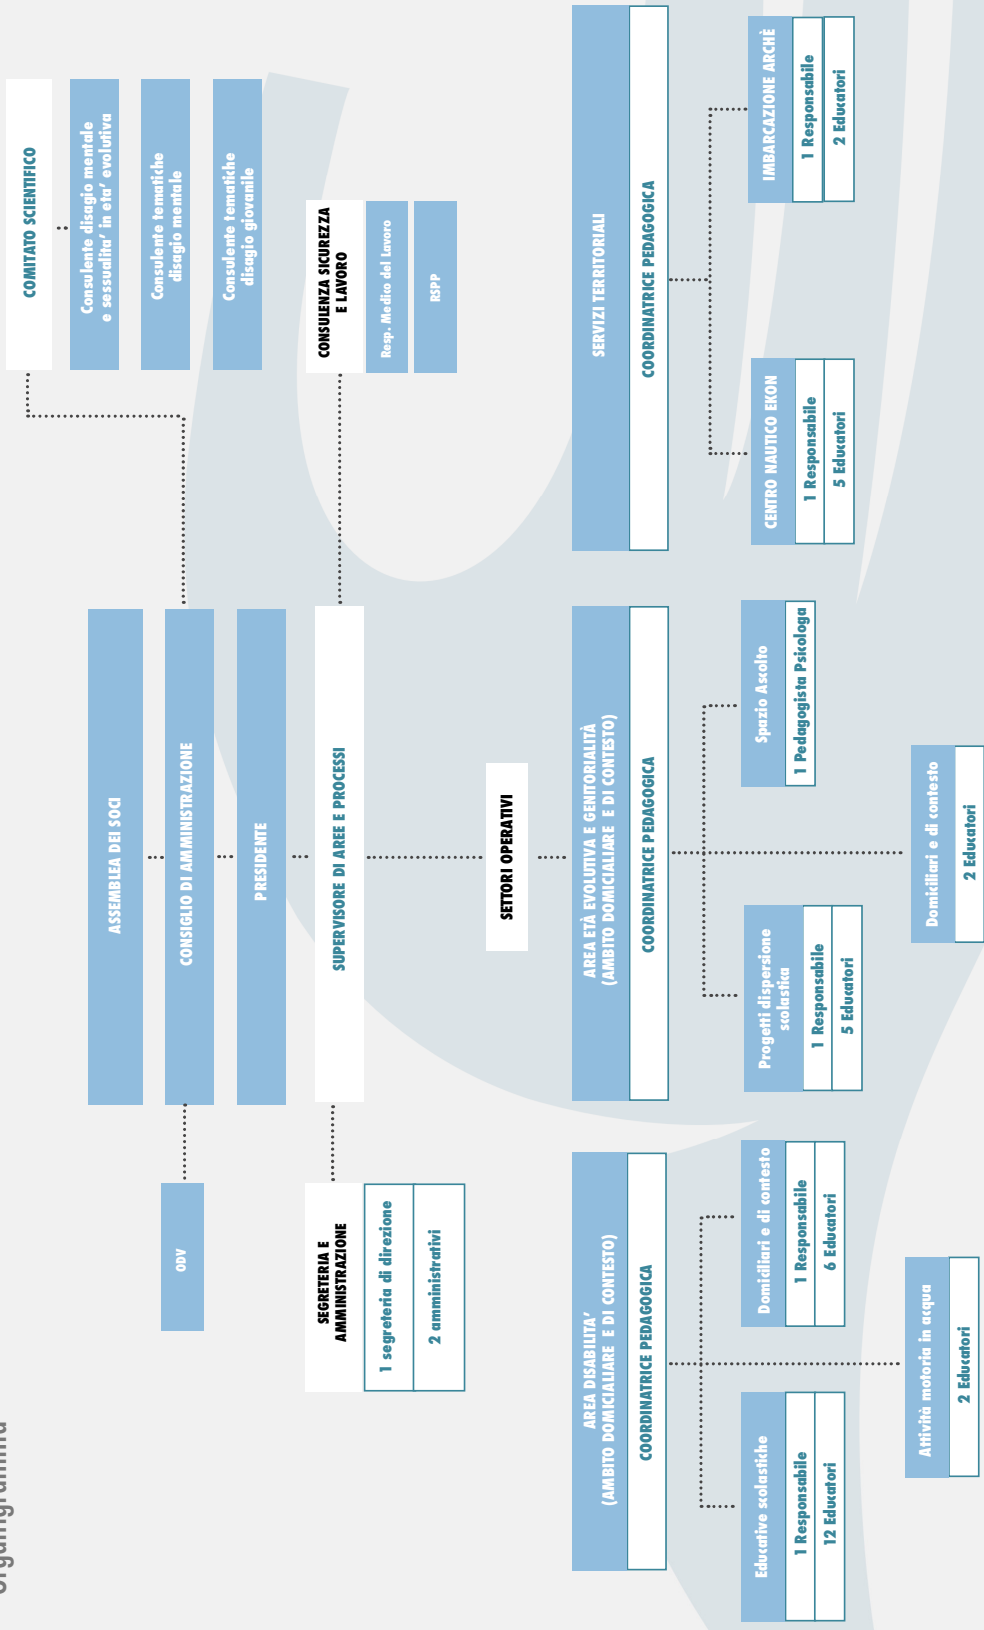 Organigramma
ASSEMBLEA DEI SOCI
ODV
CONSIGLIO DI AMMINISTRAZIONE
COMITATO SCIENTIFICO
Consulente disagio mentale
e sessualita' in eta' evolutiva
Consulente tematiche
disagio mentale
Consulente tematiche
disagio giovanile
PRESIDENTE
SEGRETERIA E
AMMINISTRAZIONE
1 segreteria di direzione
2 amministrativi
SUPERVISORE DI AREE E PROCESSI
CONSULENZA SICUREZZA
E LAVORO
Resp. Medico del Lavoro
RSPP
SETTORI OPERATIVI
AREA DISABILITA'
(AMBITO DOMICIALIARE E DI CONTESTO)
COORDINATRICE PEDAGOGICA
Educative scolastiche
1 Responsabile
12 Educatori
Domiciliari e di contesto
1 Responsabile
6 Educatori
Attività motoria in acqua
2 Educatori
AREA ETÀ EVOLUTIVA E GENITORIALITÀ
(AMBITO DOMICIALIARE E DI CONTESTO)
COORDINATRICE PEDAGOGICA
Progetti dispersione
scolastica
1 Responsabile
5 Educatori
Spazio Ascolto
1 Pedagogista Psicologa
Domiciliari e di contesto
2 Educatori
SERVIZI TERRITORIALI
COORDINATRICE PEDAGOGICA
CENTRO NAUTICO EKON
1 Responsabile
5 Educatori
IMBARCAZIONE ARCHÈ
1 Responsabile
2 Educatori